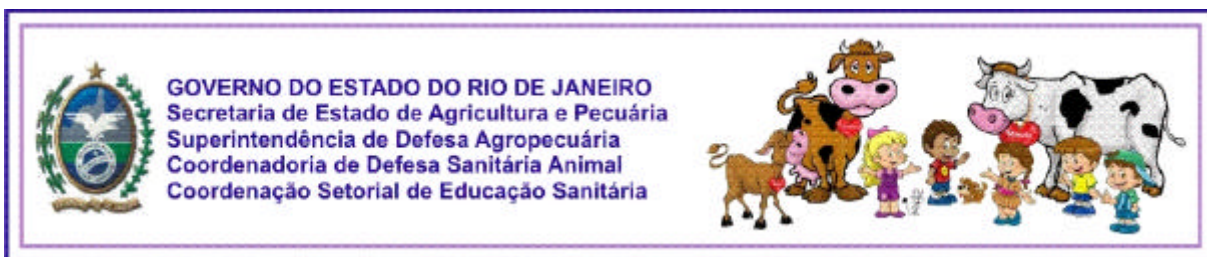 GOVERNO DO ESTADO DO RIO DE JANEIRO
Secretaria de Estado de Agricultura e Pecuária
Superintendência de Defesa Agropecuária
Coordenadoria de Defesa Sanitária Animal
Coordenação Setorial de Educação Sanitária